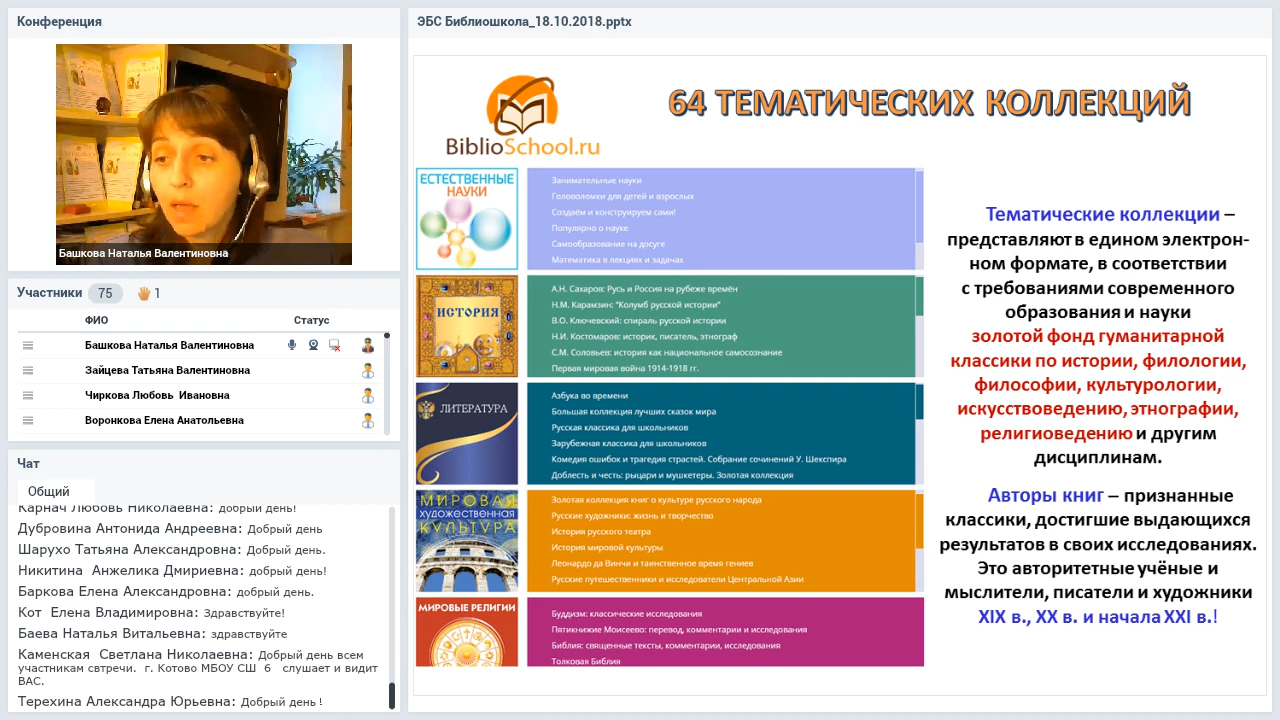 Конференция
Башкова Наталья Валентиновна
Участники 75 1
ФИО Статус
Башкова Наталья Валентиновна
Зайцева Татьяна Валентиновна
Чиркова Любовь Ивановна
Воронкова Елена Анатольевна
Чат
Общий
Любовь Николаевна: добрый день!
Дубровина Антонида Андреевна: Добрый день
Шарухо Татьяна Александровна: Добрый день.
Никитина Анжелика Дмириевна: добрый день!
Попова Елена Александровна: добрый день.
Кот Елена Владимировна: Здравствуйте!
Баева Наталья Витальевна: здравствуйте
Каминская Светлана Николаевна: Добрый день всем
участникам свтречи. г. Котово МБОУ СШ 6 слушает и видит
ВАС.
Терехина Александра Юрьевна: Добрый день !
ЭБС Библиошкола_18.10.2018.pptx
BiblioSchool.ru
64 ТЕМАТИЧЕСКИХ КОЛЛЕКЦИЙ
ЕСТЕСТВЕННЫЕ
НАУКИ
Занимательные науки
Головоломки для детей и взрослых
Создаём и конструируем сами!
Популярно о науке
Самообразование на досуге
Математика в лекциях и задачах
ИСТОРИЯ
А.Н. Сахаров: Русь и Россия на рубеже времён
Н.М. Карамзин: "Колумб русской истории"
В.О. Ключевский: спираль русской истории
Н.И. Костомаров: историк, писатель, этнограф
С.М. Соловьев: история как национальное самосознание
Первая мировая война 1914-1918 гг.
ЛИТЕРАТУРА
Азбука во времени
Большая коллекция лучших сказок мира
Русская классика для школьников
Зарубежная классика для школьников
Комедия ошибок и трагедия страстей. Собрание сочинений У. Шекспира
Доблесть и честь: рыцари и мушкетеры. Золотая коллекция
МИРОВАЯ
ХУДОЖЕСТВЕННАЯ
КУЛЬТУРА
Золотая коллекция книг о культуре русского народа
Русские художники: жизнь и творчество
История русского театра
История мировой культуры
Леонардо да Винчи и таинственное время гениев
Русские путешественники и исследователи Центральной Азии
МИРОВЫЕ РЕЛИГИИ
Буддизм: классические исследования
Пятикнижие Моисеево: перевод, комментарии и исследования
Библия: священные тексты, комментарии, исследования
Толковая Библия
Тематические коллекции –
представляют в едином электрон-
ном формате, в соответствии
с требованиями современного
образования и науки
золотой фонд гуманитарной
классики по истории, филологии,
философии, культурологии,
искусствоведению, этнографии,
религиоведению и другим
дисциплинам.
Авторы книг – признанные
классики, достигшие выдающихся
результатов в своих исследованиях.
Это авторитетные учёные и
мыслители, писатели и художники
XIX в., XX в. и начала XXI в.!